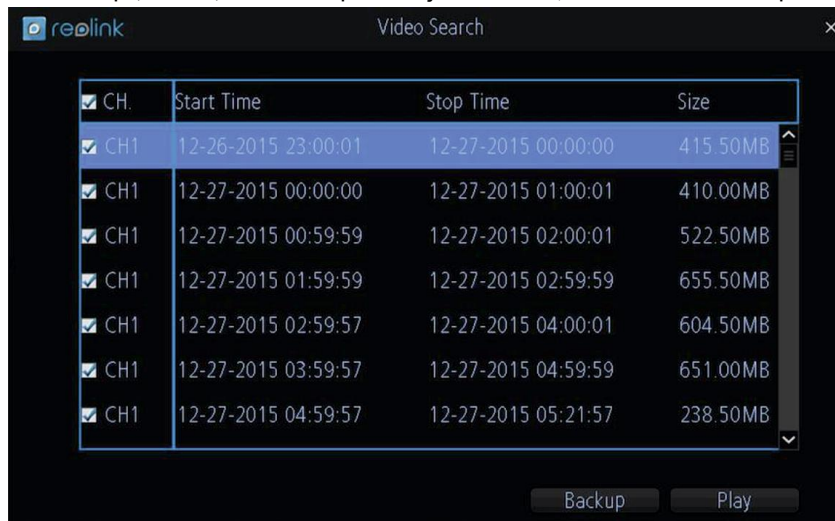 reolink Video Search ×
CH. Start Time Stop Time Size
CH1 12-26-2015 23:00:01 12-27-2015 00:00:00 415.50MB
CH1 12-27-2015 00:00:00 12-27-2015 01:00:01 410.00MB
CH1 12-27-2015 00:59:59 12-27-2015 02:00:01 522.50MB
CH1 12-27-2015 01:59:59 12-27-2015 02:59:59 655.50MB
CH1 12-27-2015 02:59:57 12-27-2015 04:00:01 604.50MB
CH1 12-27-2015 03:59:57 12-27-2015 04:59:59 651.00MB
CH1 12-27-2015 04:59:57 12-27-2015 05:21:57 238.50MB
Backup Play